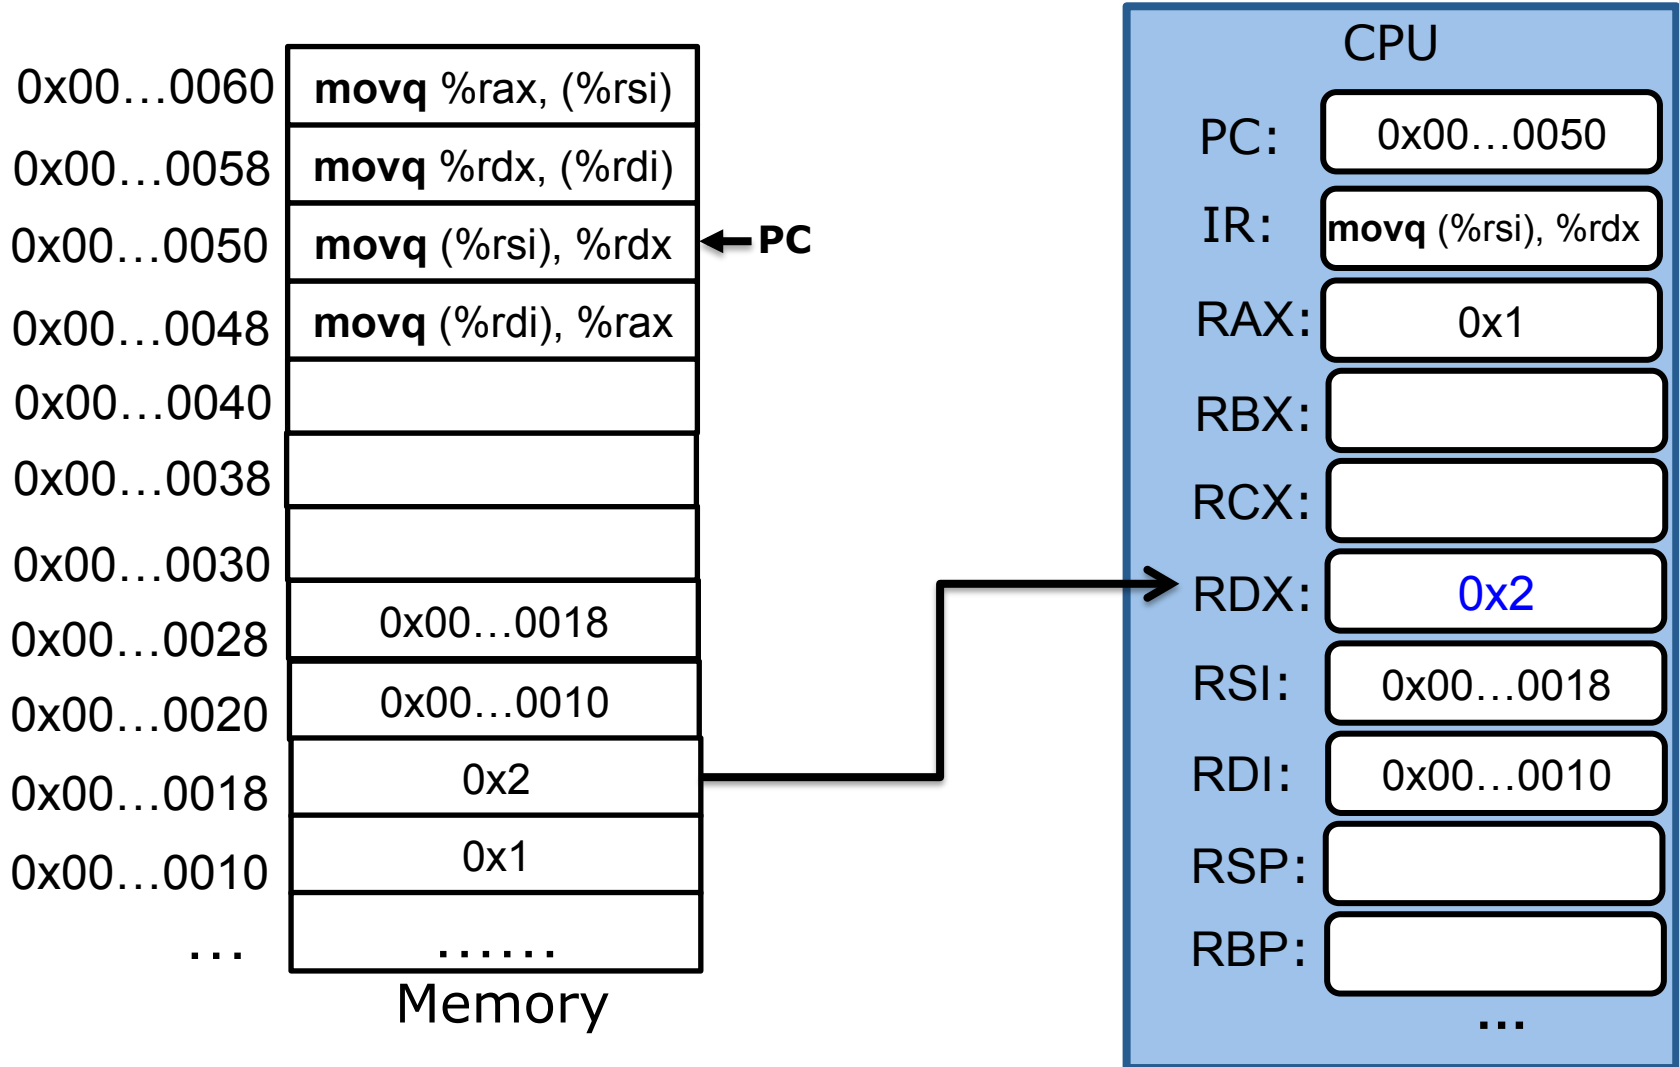 0x00…0060 movq %rax, (%rsi)
0x00…0058 movq %rdx, (%rdi)
0x00…0050 movq (%rsi), %rdx PC
0x00…0048 movq (%rdi), %rax
0x00…0040
0x00…0038
0x00…0030
0x00…0028 0x00…0018
0x00…0020 0x00…0010
0x00…0018 0x2
0x00…0010 0x1
… ……
Memory
CPU
PC: 0x00…0050
IR: movq (%rsi), %rdx
RAX: 0x1
RBX:
RCX:
RDX: 0x2
RSI: 0x00…0018
RDI: 0x00…0010
RSP:
RBP:
…